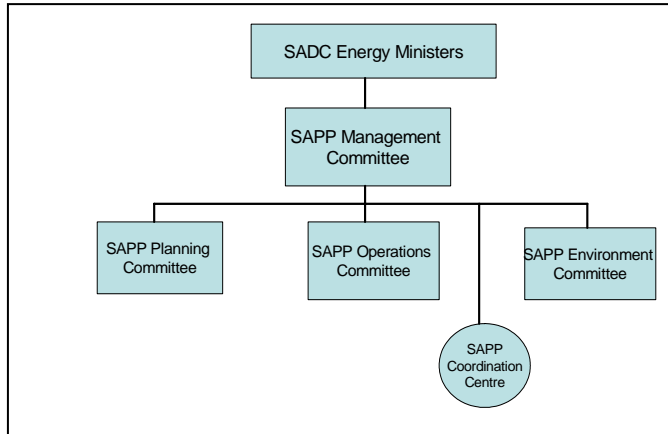 SADC Energy Ministers
SAPP Management
Committee
SAPP Planning
Committee
SAPP Operations
Committee
SAPP Environment
Committee
SAPP
Coordination
Centre